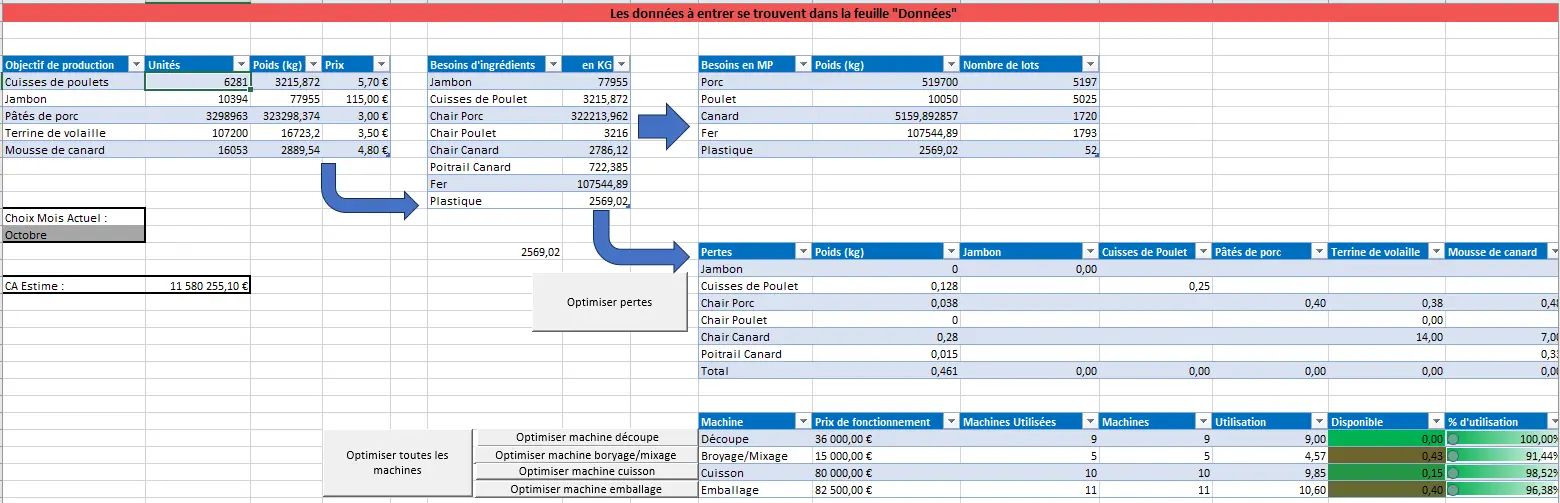 Les données à entrer se trouvent dans la feuille "Données"
Objectif de production Unités Poids (kg) Prix
Cuisses de poulets 6281 3215,872 5,70 €
Jambon 10394 77955 115,00 €
Pâtés de porc 3298963 323298,374 3,00 €
Terrine de volaille 107200 16723,2 3,50 €
Mousse de canard 16053 2889,54 4,80 €
Besoins d'ingrédients en KG
Jambon 77955
Cuisses de Poulet 3215,872
Chair Porc 322213,962
Chair Poulet 3216
Chair Canard 2786,12
Poitrail Canard 722,385
Fer 107544,89
Plastique 2569,02
Besoins en MP Poids (kg) Nombre de lots
Porc 519700 5197
Poulet 10050 5025
Canard 5159,892857 1720
Fer 107544,89 1793
Plastique 2569,02 52
Choix Mois Actuel :
Octobre
2569,02
CA Estime : 11 580 255,10 €
Optimiser pertes
Pertes Poids (kg) Jambon Cuisses de Poulet Pâtés de porc Terrine de volaille Mousse de canard
Jambon 0 0,00
Cuisses de Poulet 0,128 0,25
Chair Porc 0,038 0,40 0,38
Chair Poulet 0 0,00
Chair Canard 0,28 14,00 7,00
Poitrail Canard 0,015
Total 0,461 0,00 0,00 0,00 0,00 0,00
Optimiser toutes les
machines
Optimiser machine découpe
Optimiser machine boryage/mixage
Optimiser machine cuisson
Optimiser machine emballage
Machine Prix de fonctionnement Machines Utilisées Machines Utilisation Disponible % d'utilisation
Découpe 36 000,00 € 9 9 9,00 0,00 100,00%
Broyage/Mixage 15 000,00 € 5 5 4,57 0,43 91,44%
Cuisson 80 000,00 € 10 10 9,85 0,15 98,52%
Emballage 82 500,00 € 11 11 10,60 0,40 96,38%